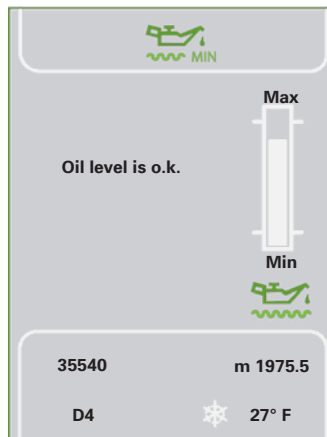 MIN
Max
Oil level is o.k.
Min
35540 m 1975.5
D4 27° F